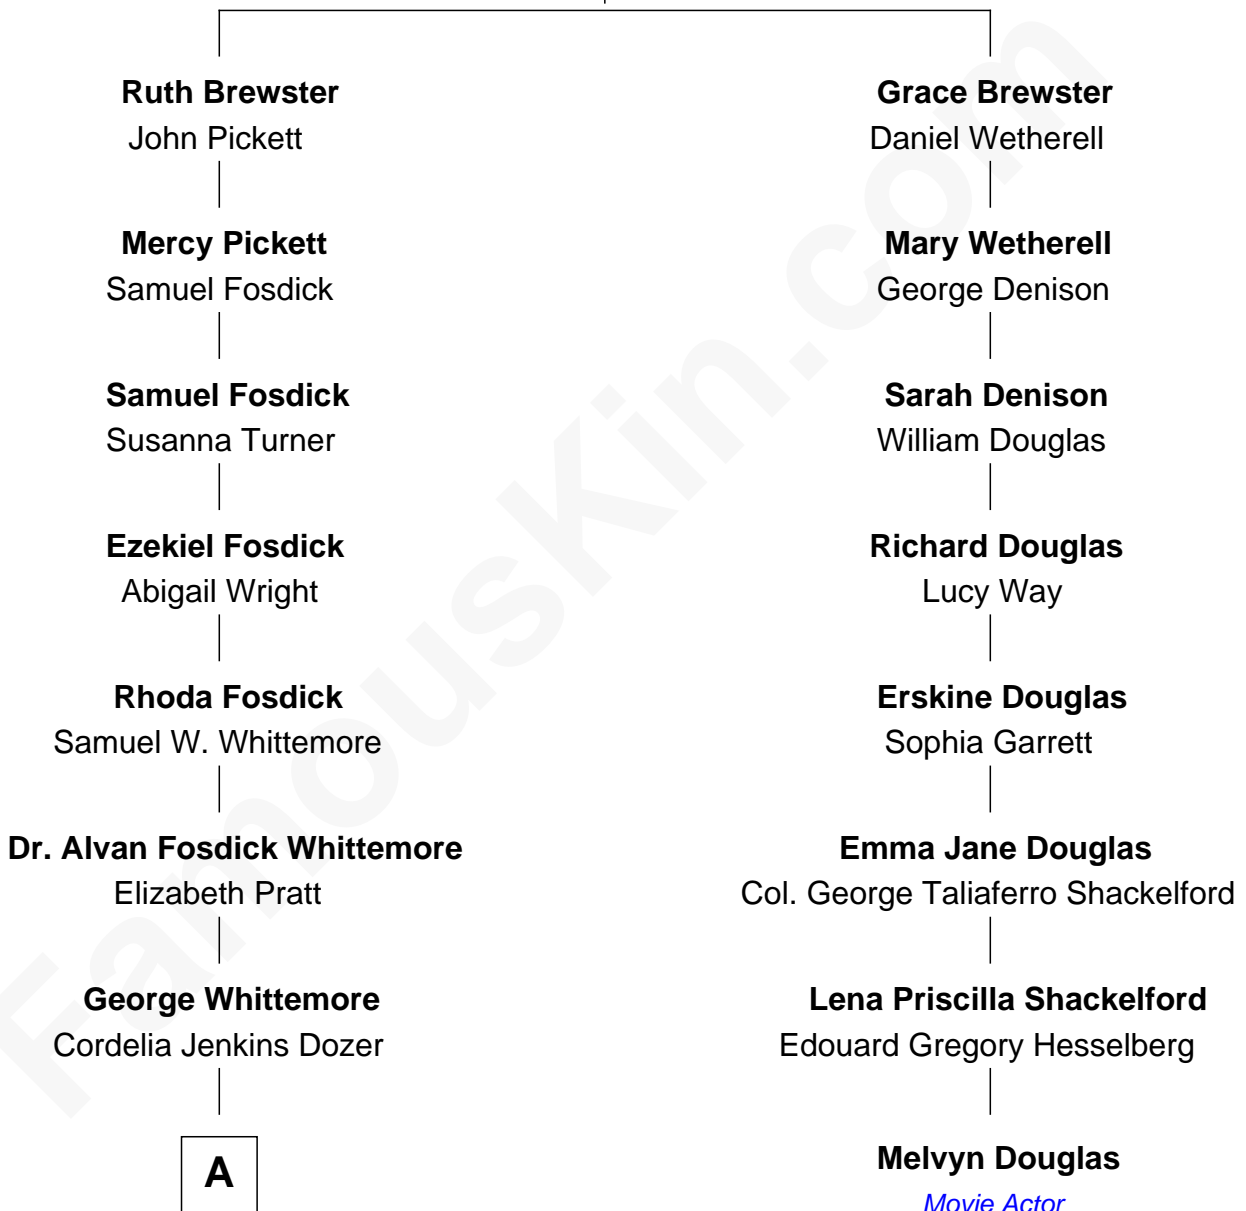 Ruth Brewster
John Pickett
Mercy Pickett
Samuel Fosdick
Samuel Fosdick
Susanna Turner
Ezekiel Fosdick
Abigail Wright
Rhoda Fosdick
Samuel W. Whittemore
Dr. Alvan Fosdick Whittemore
Elizabeth Pratt
George Whittemore
Cordelia Jenkins Dozer
A
Grace Brewster
Daniel Wetherell
Mary Wetherell
George Denison
Sarah Denison
William Douglas
Richard Douglas
Lucy Way
Erskine Douglas
Sophia Garrett
Emma Jane Douglas
Col. George Taliaferro Shackelford
Lena Priscilla Shackelford
Edouard Gregory Hesselberg
Melvyn Douglas
Movie Actor
FamousKin.com